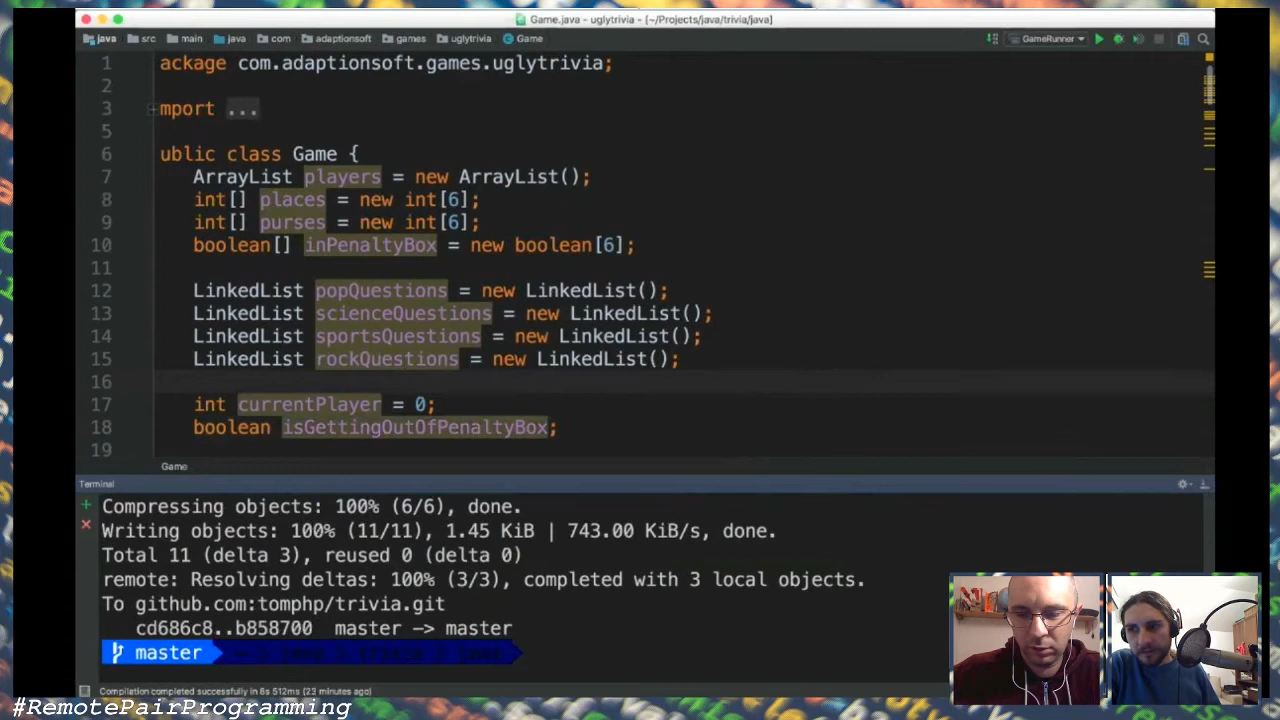 Game.java - uglytrivia - [~/Projects/java/trivia/java]
java src main java com adaptionsoft games uglytrivia Game GameRunner
1 ackage com.adaptionsoft.games.uglytrivia;
2
3 mport ...
5
6 ublic class Game {
7 ArrayList players = new ArrayList();
8 int[] places = new int[6];
9 int[] purses = new int[6];
10 boolean[] inPenaltyBox = new boolean[6];
11
12 LinkedList popQuestions = new LinkedList();
13 LinkedList scienceQuestions = new LinkedList();
14 LinkedList sportsQuestions = new LinkedList();
15 LinkedList rockQuestions = new LinkedList();
16
17 int currentPlayer = 0;
18 boolean isGettingOutOfPenaltyBox;
19
Game
Terminal
Compressing objects: 100% (6/6), done.
Writing objects: 100% (11/11), 1.45 KiB | 743.00 KiB/s, done.
Total 11 (delta 3), reused 0 (delta 0)
remote: Resolving deltas: 100% (3/3), completed with 3 local objects.
To github.com:tomphp/trivia.git
cd686c8..b858700 master -> master
master
Compilation completed successfully in 6s 512ms (23 minutes ago)
#RemotePairProgramming